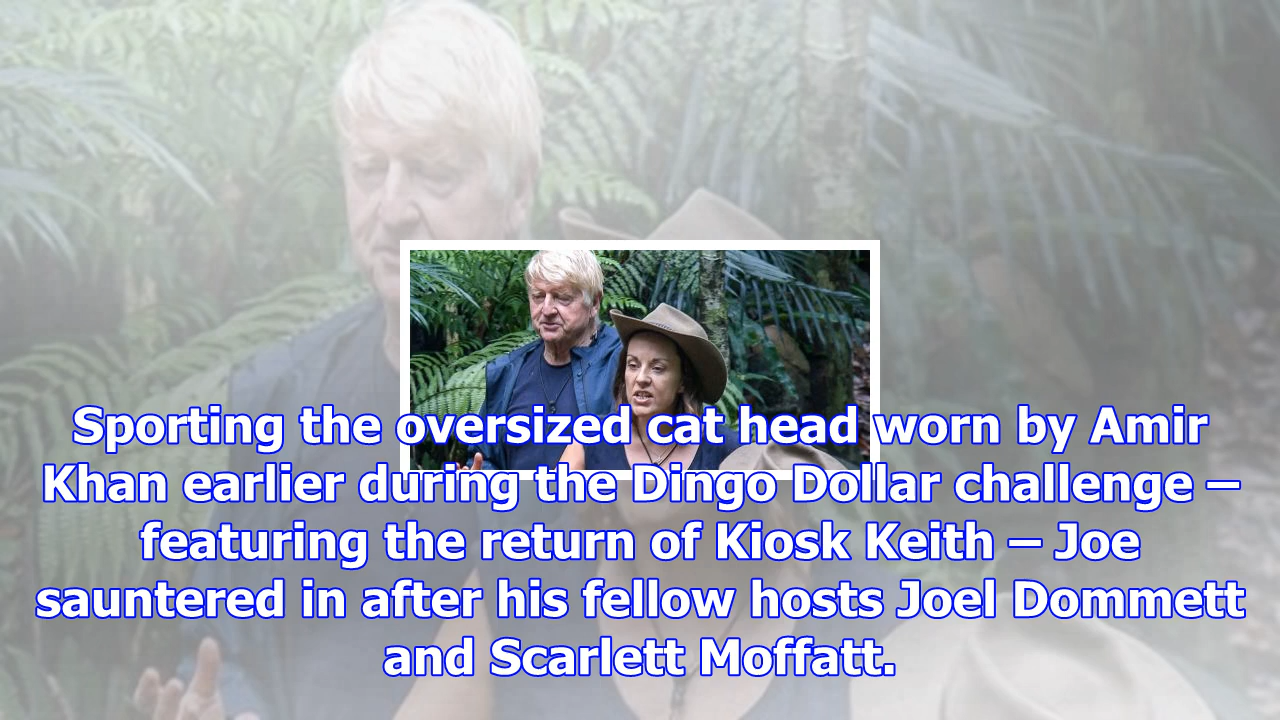 Sporting the oversized cat head worn by Amir
Khan earlier during the Dingo Dollar challenge –
featuring the return of Kiosk Keith – Joe
sauntered in after his fellow hosts Joel Dommett
and Scarlett Moffatt.